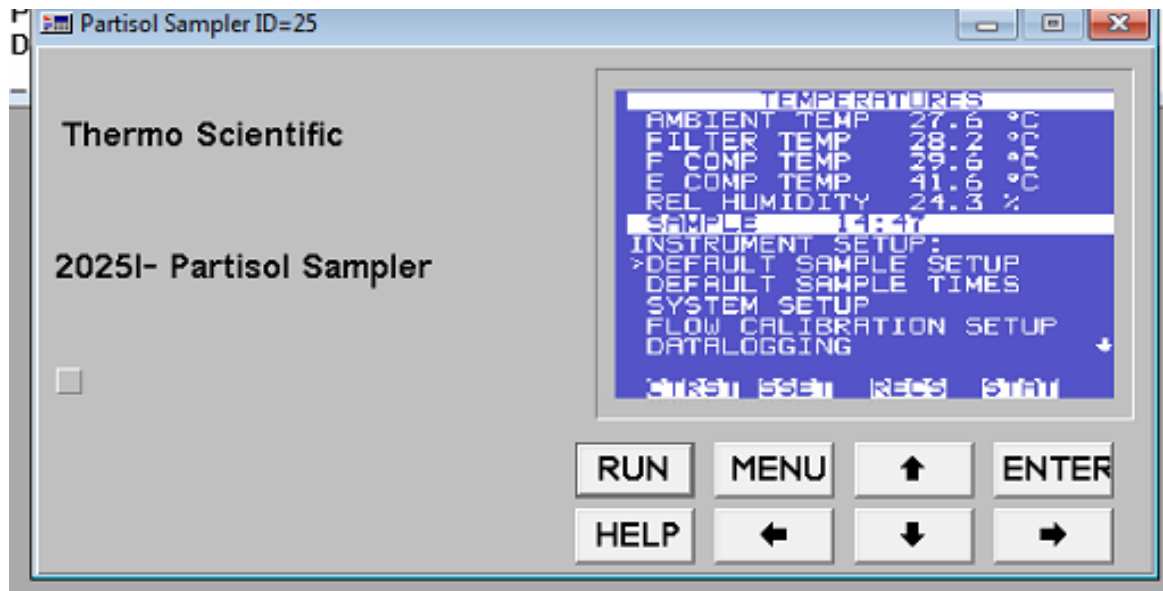 P
D
Partisol Sampler ID=25
Thermo Scientific
2025I- Partisol Sampler
TEMPERATURES
AMBIENT TEMP 27.6 °C
FILTER TEMP 28.2 °C
F COMP TEMP 29.6 °C
E COMP TEMP 41.6 °C
REL HUMIDITY 24.3 %
SAMPLE 14:47
INSTRUMENT SETUP:
>DEFAULT SAMPLE SETUP
DEFAULT SAMPLE TIMES
SYSTEM SETUP
FLOW CALIBRATION SETUP
DATALOGGING
CTRST SSET RECS STAT
RUN MENU ENTER
HELP